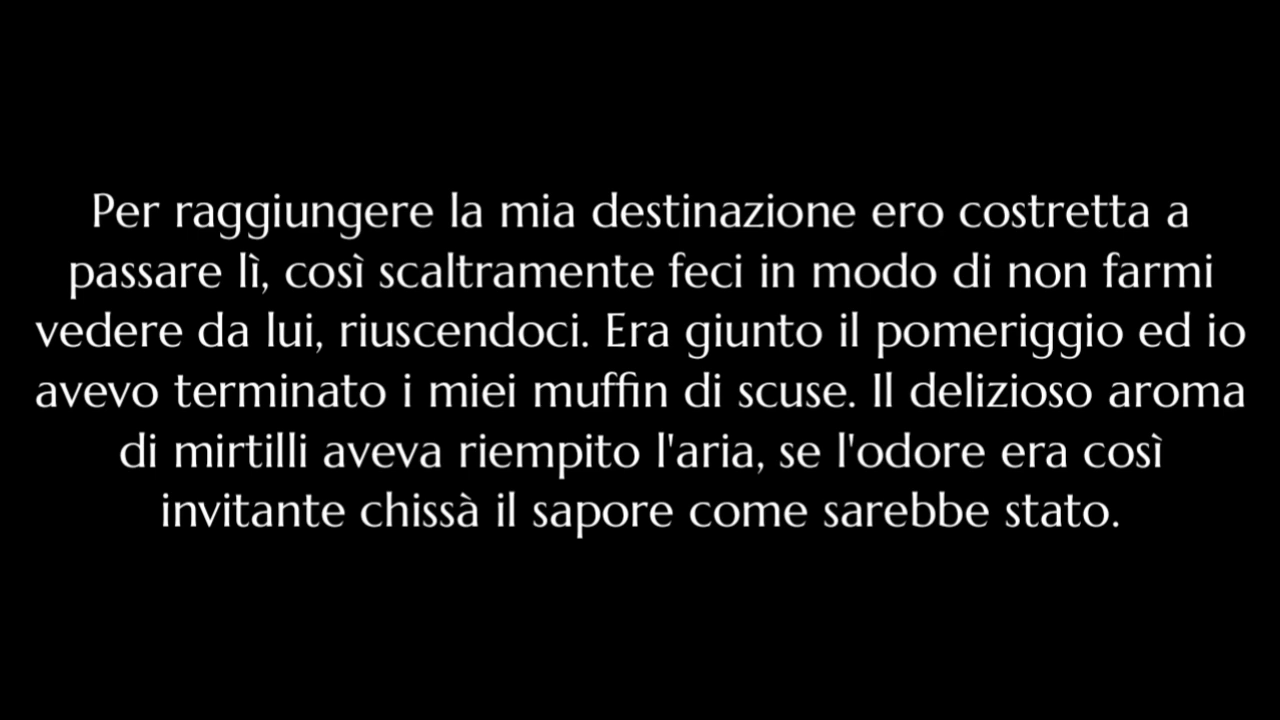 Per raggiungere la mia destinazione ero costretta a
passare lì, così scaltramente feci in modo di non farmi
vedere da lui, riuscendoci. Era giunto il pomeriggio ed io
avevo terminato i miei muffin di scuse. Il delizioso aroma
di mirtilli aveva riempito l'aria, se l'odore era così
invitante chissà il sapore come sarebbe stato.